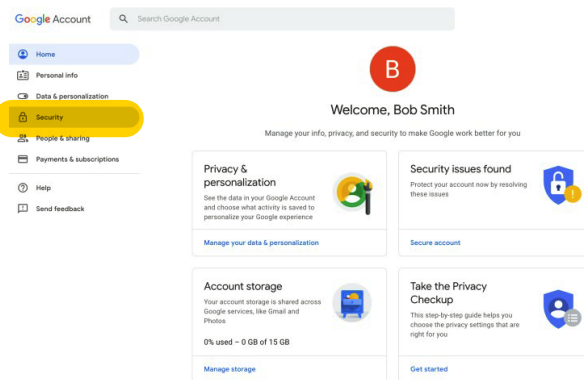 Google Account
Search Google Account
Home
Personal info
Data & personalization
Security
People & sharing
Payments & subscriptions
Help
Send feedback
B
Welcome, Bob Smith
Manage your info, privacy, and security to make Google work better for you
Privacy &
personalization
See the data in your Google Account
and choose what activity is saved to
personalize your Google experience
Manage your data & personalization
Security issues found
Protect your account now by resolving
these issues
Secure account
Account storage
Your account storage is shared across
Google services, like Gmail and
Photos
0% used – 0 GB of 15 GB
Manage storage
Take the Privacy
Checkup
This step-by-step guide helps you
choose the privacy settings that are
right for you
Get started